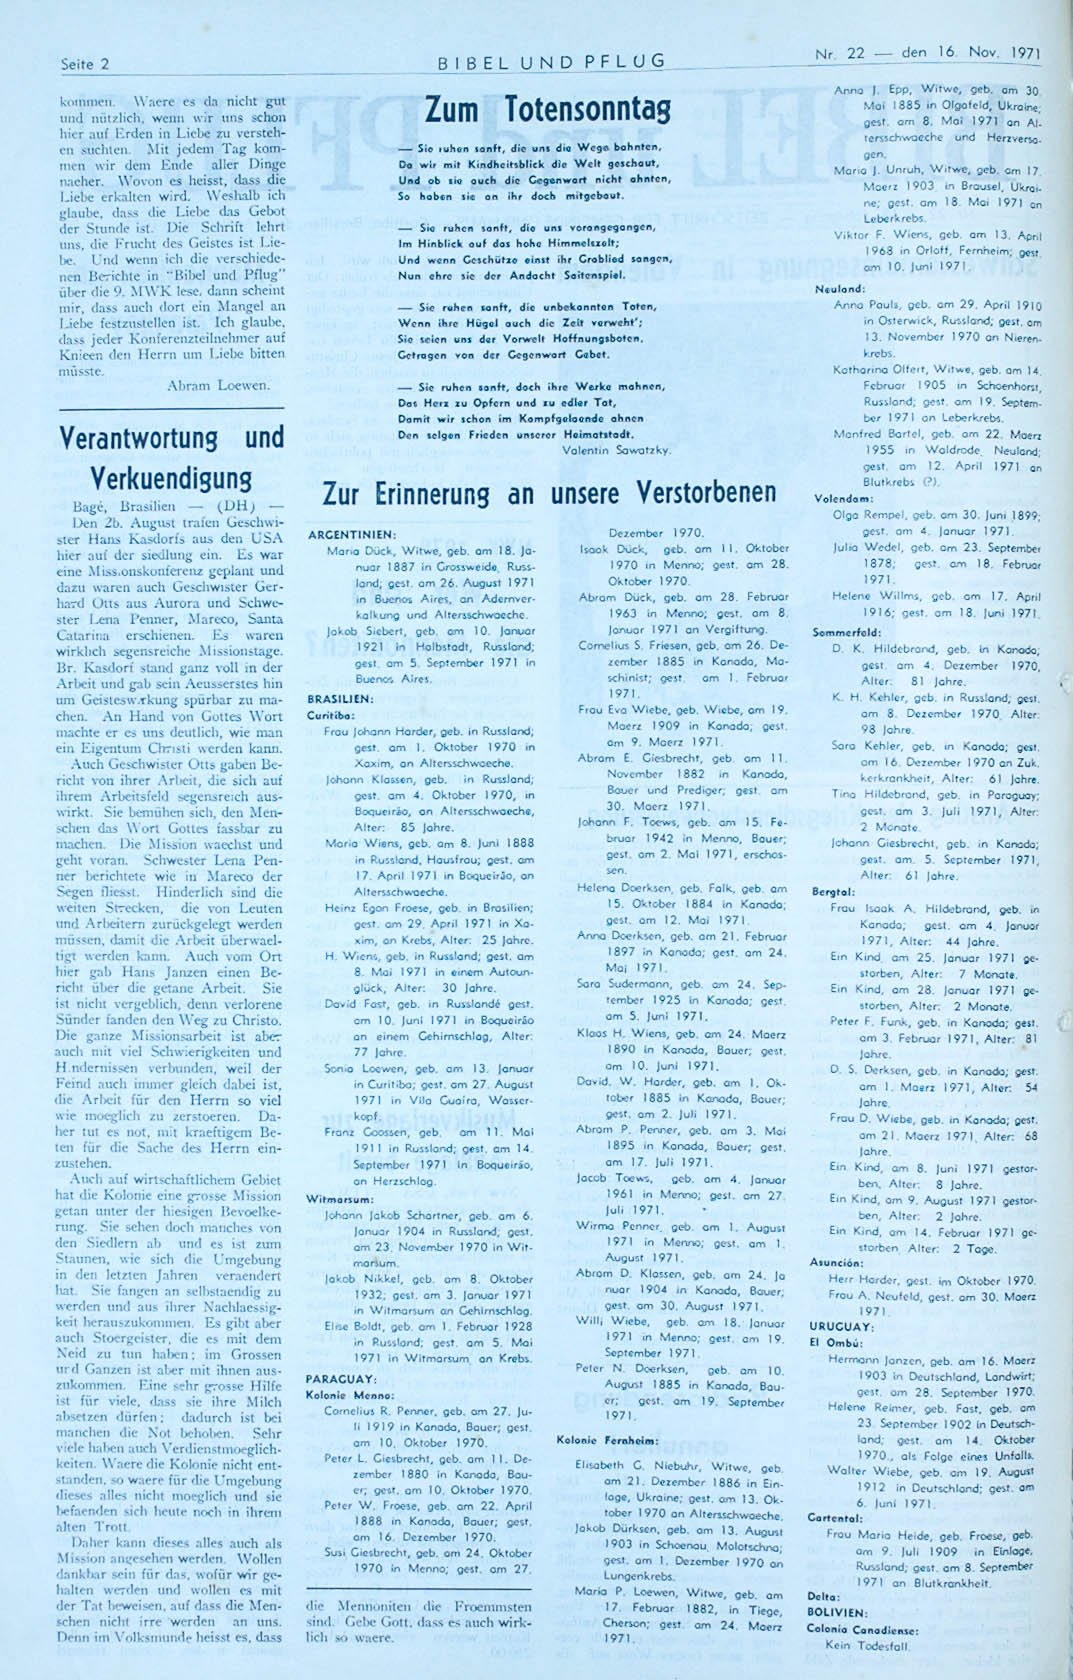 Seite 2
BIBEL UND PFLUG
Nr. 22 — den 16. Nov. 1971
kommen. Waere es da nicht gut
und nützlich, wenn wir uns schon
hier auf Erden in Liebe zu versteh-
en suchten. Mit jedem Tag kom-
men wir dem Ende aller Dinge
naeher. Wovon es heisst, dass die
Liebe erkalten wird. Weshalb ich
glaube, dass die Liebe das Gebot
der Stunde ist. Die Schrift lehrt
uns, die Frucht des Geistes ist Lie-
be. Und wenn ich die verschiede-
nen Berichte in "Bibel und Pflug"
über die 9. MWK lese, dann scheint
mir, dass auch dort ein Mangel an
Liebe festzustellen ist. Ich glaube,
dass jeder Konferenzteilnehmer auf
Knieen den Herrn um Liebe bitten
müsste.
Abram Loewen.
Verantwortung und
Verkuendigung
Bagé, Brasilien — (DH) —
Den 2b. August trafen Geschwi-
ster Hans Kasdorfs aus den USA
hier auf der siedlung ein. Es war
eine Missionskonferenz geplant und
dazu waren auch Geschwister Ger-
hard Otts aus Aurora und Schwe-
ster Lena Penner, Mareco, Santa
Catarina erschienen. Es waren
wirklich segensreiche Missionstage.
Br. Kasdorf stand ganz voll in der
Arbeit und gab sein Aeusserstes hin
um Geisteswirkung spürbar zu ma-
chen. An Hand von Gottes Wort
machte er es uns deutlich, wie man
ein Eigentum Christi werden kann.
Auch Geschwister Otts gaben Be-
richt von ihrer Arbeit, die sich auf
ihrem Arbeitsfeld segensreich aus-
wirkt. Sie bemühen sich, den Men-
schen das Wort Gottes fassbar zu
machen. Die Mission waechst und
geht voran. Schwester Lena Pen-
ner berichtete wie in Mareco der
Segen fliesst. Hinderlich sind die
weiten Strecken, die von Leuten
und Arbeitern zurückgelegt werden
müssen, damit die Arbeit überwael-
tigt werden kann. Auch vom Ort
hier gab Hans Janzen einen Be-
richt über die getane Arbeit. Sie
ist nicht vergeblich, denn verlorene
Sünder fanden den Weg zu Christo.
Die ganze Missionsarbeit ist aber
auch mit viel Schwierigkeiten und
Hindernissen verbunden, weil der
Feind auch immer gleich dabei ist,
die Arbeit für den Herrn so viel
wie moeglich zu zerstoeren. Da-
her tut es not, mit kraeftigem Be-
ten für die Sache des Herrn ein-
zustehen.
Auch auf wirtschaftlichem Gebiet
hat die Kolonie eine grosse Mission
getan unter der hiesigen Bevoelke-
rung. Sie sehen doch manches von
den Siedlern ab und es ist zum
Staunen, wie sich die Umgebung
in den letzten Jahren veraendert
hat. Sie fangen an selbstaendig zu
werden und aus ihrer Nachlaessig-
keit herauszukommen. Es gibt aber
auch Stoergeister, die es mit dem
Neid zu tun haben; im Grossen
und Ganzen ist aber mit ihnen aus-
zukommen. Eine sehr grosse Hilfe
ist für viele, dass sie ihre Milch
absetzen dürfen; dadurch ist bei
manchen die Not behoben. Sehr
viele haben auch Verdienstmoeglich-
keiten. Waere die Kolonie nicht ent-
standen, so waere für die Umgebung
dieses alles nicht moeglich und sie
befaenden sich heute noch in ihrem
alten Trott.
Daher kann dieses alles auch als
Mission angesehen werden. Wollen
dankbar sein für das, wofür wir ge-
halten werden und wollen es mit
der Tat beweisen, auf dass die Men-
schen nicht irre werden an uns.
Denn im Volksmunde heisst es, dass
die Mennoniten die Froemmsten
sind. Gebe Gott, dass es auch wirk-
lich so waere.
Zum Totensonntag
— Sie ruhen sanft, die uns die Wege bahnten,
Da wir mit Kindheitsblick die Welt geschaut,
Und ob sie auch die Gegenwart nicht ahnten,
So haben sie an ihr doch mitgebaut.
— Sie ruhen sanft, die uns vorangegangen,
Im Hinblick auf das hohe Himmelszelt;
Und wenn Geschütze einst ihr Grablied sangen,
Nun ehre sie der Andacht Saitenspiel.
— Sie ruhen sanft, die unbekannten Toten,
Wenn ihre Hügel auch die Zeit verweht';
Sie seien uns der Vorwelt Hoffnungsboten,
Getragen von der Gegenwart Gebet.
— Sie ruhen sanft, doch ihre Werke mahnen,
Das Herz zu Opfern und zu edler Tat,
Damit wir schon im Kampfgelaende ahnen
Den selgen Frieden unserer Heimatstadt.
Valentin Sawatzky.
Zur Erinnerung an unsere Verstorbenen
ARGENTINIEN:
Maria Dück, Witwe, geb. am 18. Ja-
nuar 1887 in Grossweide, Russ-
land; gest. am 26. August 1971
in Buenos Aires, an Adernver-
kalkung und Altersschwaeche.
Jakob Siebert, geb. am 10. Januar
1921 in Halbstadt, Russland;
gest. am 5. September 1971 in
Buenos Aires.
BRASILIEN:
Curitiba:
Frau Johann Harder, geb. in Russland;
gest. am 1. Oktober 1970 in
Xaxim, an Altersschwaeche.
Johann Klassen, geb. in Russland;
gest. am 4. Oktober 1970, in
Boqueirão, an Altersschwaeche,
Alter: 85 Jahre.
Maria Wiens, geb. am 8. Juni 1888
in Russland, Hausfrau; gest. am
17. April 1971 in Boqueirão, an
Altersschwaeche.
Heinz Egon Froese, geb. in Brasilien;
gest. am 29. April 1971 in Xa-
xim, an Krebs, Alter: 25 Jahre.
H. Wiens, geb. in Russland; gest. am
8. Mai 1971 in einem Autoun-
glück, Alter: 30 Jahre.
David Fast, geb. in Russlandé gest.
am 10. Juni 1971 in Boqueirão
an einem Gehirnschlag, Alter:
77 Jahre.
Sonia Loewen, geb. am 13. Januar
in Curitiba; gest. am 27. August
1971 in Vila Guaíra, Wasser-
kopf.
Franz Goossen, geb. am 11. Mai
1911 in Russland; gest. am 14.
September 1971 in Boqueirão,
an Herzschlag.
Witmarsum:
Johann Jakob Schartner, geb. am 6.
Januar 1904 in Russland; gest.
am 23. November 1970 in Wit-
marsum.
Jakob Nikkel, geb. am 8. Oktober
1932; gest. am 3. Januar 1971
in Witmarsum an Gehirnschlag.
Elise Boldt, geb. am 1. Februar 1928
in Russland; gest. am 5. Mai
1971 in Witmarsum, an Krebs.
PARAGUAY:
Kolonie Menno:
Cornelius R. Penner, geb. am 27. Ju-
li 1919 in Kanada, Bauer; gest.
am 10. Oktober 1970.
Peter L. Giesbrecht, geb. am 11. De-
zember 1880 in Kanada, Bau-
er; gest. am 10. Oktober 1970.
Peter W. Froese, geb. am 22. April
1888 in Kanada, Bauer; gest.
am 16. Dezember 1970.
Susi Giesbrecht, geb. am 24. Oktober
1970 in Menno; gest. am 27.
Dezember 1970.
Isaak Dück, geb. am 11. Oktober
1970 in Menno; gest. am 28.
Oktober 1970.
Abram Dück, geb. am 28. Februar
1963 in Menno; gest. am 8.
Januar 1971 an Vergiftung.
Cornelius S. Friesen, geb. am 26. De-
zember 1885 in Kanada, Ma-
schinist; gest. am 1. Februar
1971.
Frau Eva Wiebe, geb. Wiebe, am 19.
Maerz 1909 in Kanada; gest.
am 9. Maerz 1971.
Abram E. Giesbrecht, geb. am 11.
November 1882 in Kanada,
Bauer und Prediger; gest. am
30. Maerz 1971.
Johann F. Toews, geb. am 15. Fe-
bruar 1942 in Menno, Bauer;
gest. am 2. Mai 1971, erschos-
sen.
Helena Doerksen, geb. Falk, geb. am
15. Oktober 1884 in Kanada;
gest. am 12. Mai 1971.
Anna Doerksen, geb. am 21. Februar
1897 in Kanada; gest. am 24.
Mai 1971.
Sara Sudermann, geb. am 24. Sep-
tember 1925 in Kanada; gest.
am 5. Juni 1971.
Klaas H. Wiens, geb. am 24. Maerz
1890 in Kanada, Bauer; gest.
am 10. Juni 1971.
David. W. Harder, geb. am 1. Ok-
tober 1885 in Kanada, Bauer;
gest. am 2. Juli 1971.
Abram P. Penner, geb. am 3. Mai
1895 in Kanada, Bauer; gest.
am 17. Juli 1971.
Jacob Toews, geb. am 4. Januar
1961 in Menno; gest. am 27.
Juli 1971.
Wirma Penner, geb. am 1. August
1971 in Menno; gest. am 1.
August 1971.
Abram D. Klassen, geb. am 24. Ja
nuar 1904 in Kanada, Bauer;
gest. am 30. August 1971.
Willi Wiebe, geb. am 18. Januar
1971 in Menno; gest. am 19.
September 1971.
Peter N. Doerksen, geb. am 10.
August 1885 in Kanada, Bau-
er; gest. am 19. September
1971.
Kolonie Fernheim:
Elisabeth G. Niebuhr, Witwe, geb.
am 21. Dezember 1886 in Ein-
lage, Ukraine; gest. am 13. Ok-
tober 1970 an Altersschwaeche.
Jakob Dürksen, geb. am 13. August
1903 in Schoenau, Molotschna;
gest. am 1. Dezember 1970 an
Lungenkrebs.
Maria P. Loewen, Witwe, geb. am
17. Februar 1882, in Tiege,
Cherson; gest. am 24. Maerz
1971.
Anna J. Epp, Witwe, geb. am 30.
Mai 1885 in Olgafeld, Ukraine;
gest. am 8. Mai 1971 an Al-
tersschwaeche und Herzversa-
gen.
Maria J. Unruh, Witwe, geb. am 17.
Maerz 1903 in Brausel, Ukrai-
ne; gest. am 18. Mai 1971 an
Leberkrebs.
Viktor F. Wiens, geb. am 13. April
1968 in Orloff, Fernheim; gest.
am 10. Juni 1971.
Neuland:
Anna Pauls, geb. am 29. April 1910
in Osterwick, Russland; gest. am
13. November 1970 an Nieren-
krebs.
Katharina Olfert, Witwe, geb. am 14.
Februar 1905 in Schoenhorst,
Russland; gest. am 19. Septem-
ber 1971 an Leberkrebs.
Manfred Bartel, geb. am 22. Maerz
1955 in Waldrode, Neuland;
gest. am 12. April 1971 an
Blutkrebs (?).
Volendam:
Olga Rempel, geb. am 30. Juni 1899;
gest. am 4. Januar 1971.
Julia Wedel, geb. am 23. September
1878; gest. am 18. Februar
1971.
Helene Willms, geb. am 17. April
1916; gest. am 18. Juni 1971.
Sommerfeld:
D. K. Hildebrand, geb. in Kanada;
gest. am 4. Dezember 1970,
Alter: 81 Jahre.
K. H. Kehler, geb. in Russland; gest.
am 8. Dezember 1970, Alter:
98 Jahre.
Sara Kehler, geb. in Kanada; gest.
am 16. Dezember 1970 an Zuk.
kerkrankheit, Alter: 61 Jahre.
Tina Hildebrand, geb. in Paraguay;
gest. am 3. Juli 1971, Alter:
2 Monate.
Johann Giesbrecht, geb. in Kanada;
gest. am. 5. September 1971,
Alter: 61 Jahre.
Bergtal:
Frau Isaak A. Hildebrand, geb. in
Kanada; gest. am 4. Januar
1971, Alter: 44 Jahre.
Ein Kind am 25. Januar 1971 ge-
storben, Alter: 7 Monate.
Ein Kind, am 28. Januar 1971 ge-
storben, Alter: 2 Monate.
Peter F. Funk, geb. in Kanada; gest.
am 3. Februar 1971, Alter: 81
Jahre.
D. S. Derksen, geb. in Kanada; gest.
am 1. Maerz 1971, Alter: 54
Jahre.
Frau D. Wiebe, geb. in Kanada; gest.
am 21. Maerz 1971, Alter: 68
Jahre.
Ein Kind, am 8. Juni 1971 gestor-
ben, Alter: 8 Jahre.
Ein Kind, am 9. August 1971 gestor-
ben, Alter: 2 Jahre.
Ein Kind, am 14. Februar 1971 ge-
storben, Alter: 2 Tage.
Asunción:
Herr Harder, gest. im Oktober 1970.
Frau A. Neufeld, gest. am 30. Maerz
1971.
URUGUAY:
El Ombú:
Hermann Janzen, geb. am 16. Maerz
1903 in Deutschland, Landwirt;
gest. am 28. September 1970.
Helene Reimer, geb. Fast, geb. am
23. September 1902 in Deutsch-
land; gest. am 14. Oktober
1970., als Folge eines Unfalls.
Walter Wiebe, geb. am 19. August
1912 in Deutschland; gest. am
6. Juni 1971.
Gartental:
Frau Maria Heide, geb. Froese, geb.
am 9. Juli 1909 in Einlage,
Russland; gest. am 8. September
1971 an Blutkrankheit.
Delta:
BOLIVIEN:
Colonia Canadiense:
Kein Todesfall.